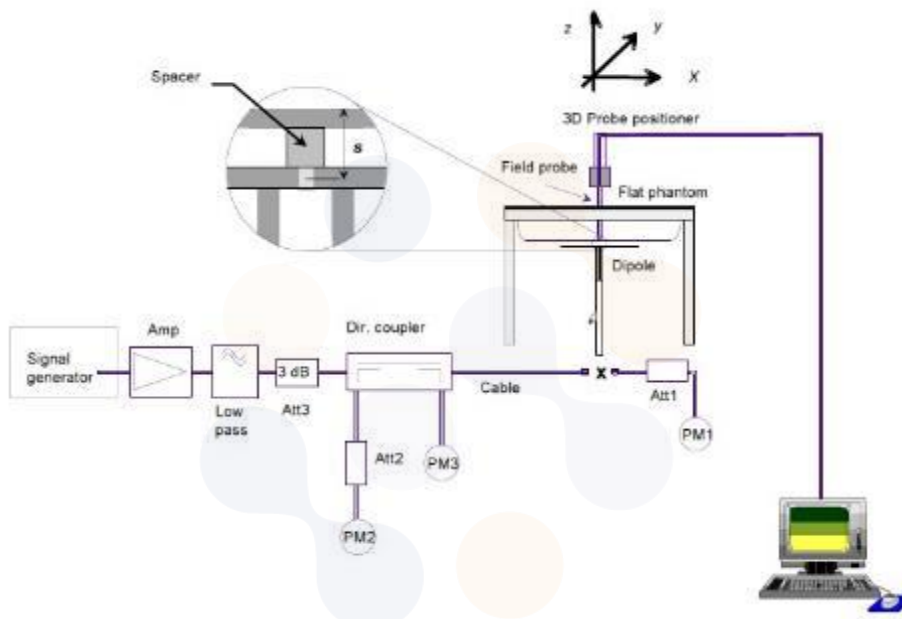 z
y
x
Spacer
3D Probe positioner
s
Field probe
Flat phantom
Dipole
Signal
generator
Amp
Low
pass
3 dB
Att3
Dir. coupler
Att2
PM3
PM2
Cable
x
Att1
PM1